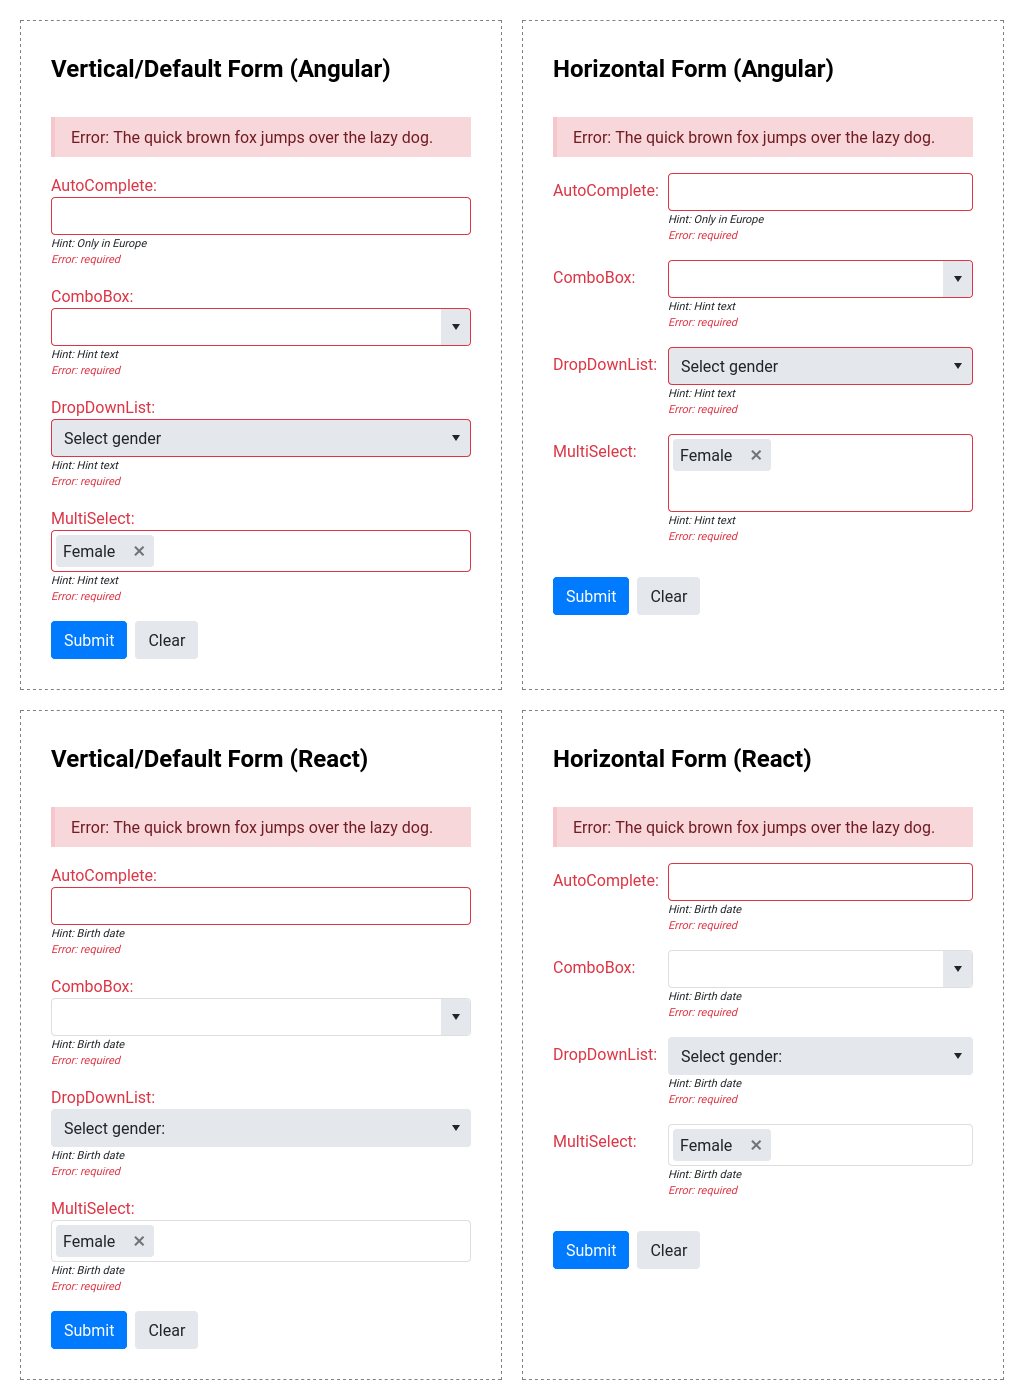 Vertical/Default Form (Angular)
Error: The quick brown fox jumps over the lazy dog.
AutoComplete:
Hint: Only in Europe
Error: required
ComboBox:
Hint: Hint text
Error: required
DropDownList:
Select gender
Hint: Hint text
Error: required
MultiSelect:
Female
Hint: Hint text
Error: required
Submit Clear
Horizontal Form (Angular)
Error: The quick brown fox jumps over the lazy dog.
AutoComplete:
Hint: Only in Europe
Error: required
ComboBox:
Hint: Hint text
Error: required
DropDownList: Select gender
Hint: Hint text
Error: required
MultiSelect: Female
Hint: Hint text
Error: required
Submit Clear
Vertical/Default Form (React)
Error: The quick brown fox jumps over the lazy dog.
AutoComplete:
Hint: Birth date
Error: required
ComboBox:
Hint: Birth date
Error: required
DropDownList:
Select gender:
Hint: Birth date
Error: required
MultiSelect:
Female
Hint: Birth date
Error: required
Submit Clear
Horizontal Form (React)
Error: The quick brown fox jumps over the lazy dog.
AutoComplete:
Hint: Birth date
Error: required
ComboBox:
Hint: Birth date
Error: required
DropDownList: Select gender:
Hint: Birth date
Error: required
MultiSelect: Female
Hint: Birth date
Error: required
Submit Clear